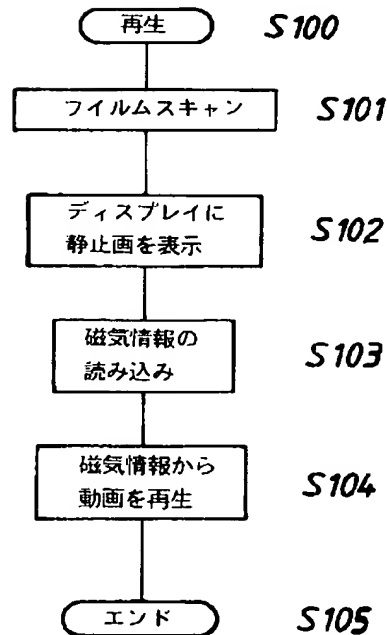 再生 S100
フイルムスキャン S101
ディスプレイに
静止画を表示 S102
磁気情報の
読み込み S103
磁気情報から
動画を再生 S104
エンド S105